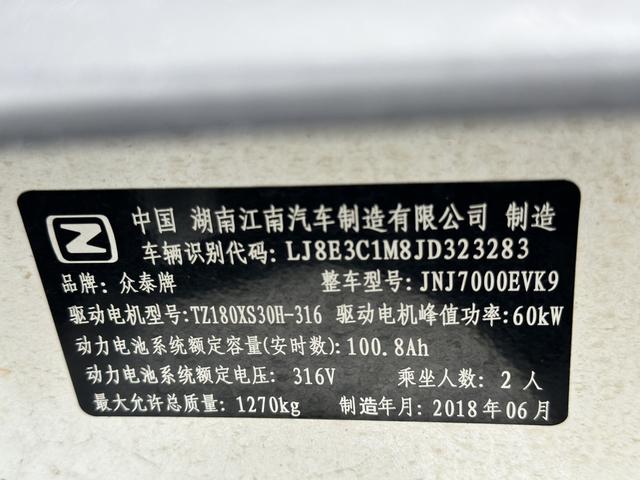 中国 湖南江南汽车制造有限公司 制造
车辆识别代码: LJ8E3C1M8JD323283
品牌: 众泰牌 整车型号: JNJ7000EVK9
驱动电机型号:TZ180XS30H-316 驱动电机峰值功率:60kW
动力电池系统额定容量(安时数):100.8Ah
动力电池系统额定电压: 316V 乘坐人数: 2 人
最大允许总质量: 1270kg 制造年月: 2018 年 06 月